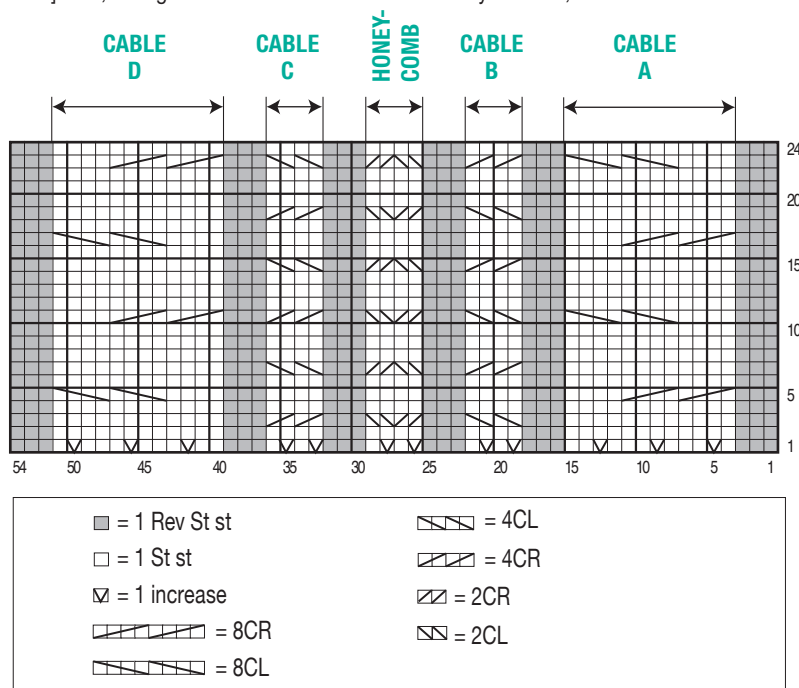 CABLE D
CABLE C
HONEY-COMB
CABLE B
CABLE A
24
20
15
10
5
1
54 50 45 40 35 30 25 20 15 10 5 1
= 1 Rev St st
= 1 St st
= 1 increase
= 8CR
= 8CL
= 4CL
= 4CR
= 2CR
= 2CL